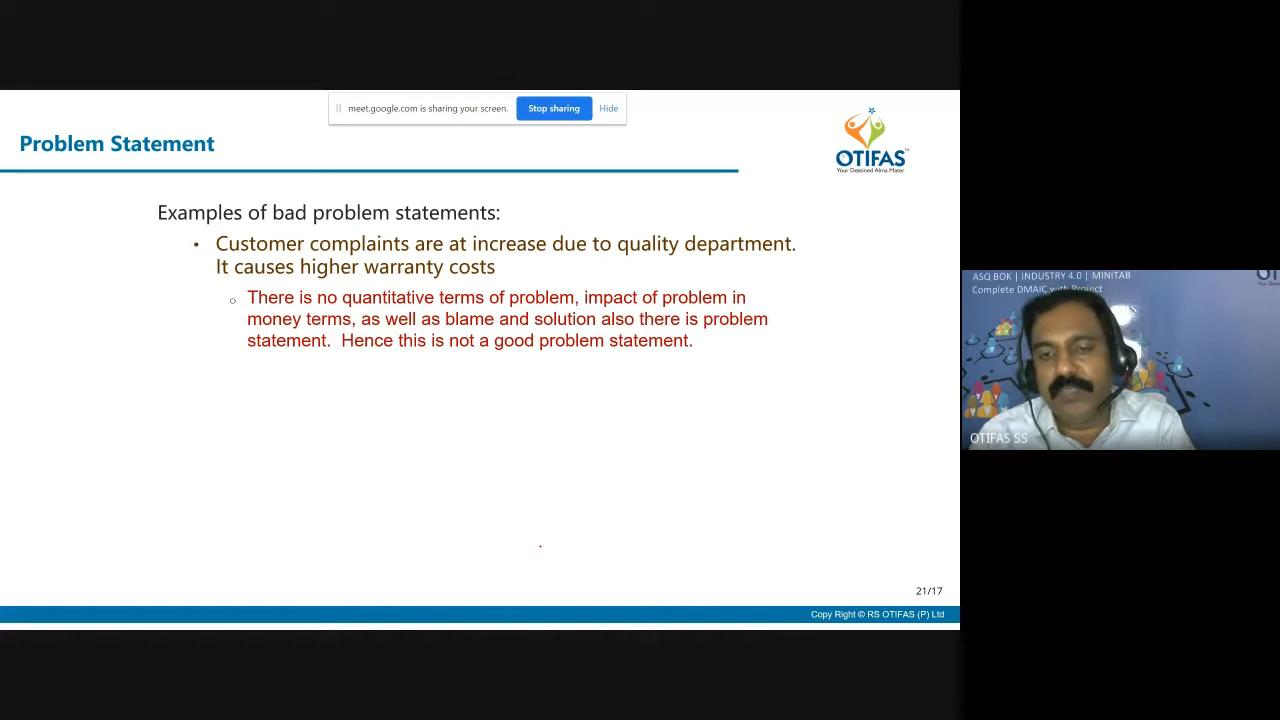 meet.google.com is sharing your screen.
Stop sharing
Hide
Problem Statement
OTIFAS
Your Destined Alma Mater
Examples of bad problem statements:
• Customer complaints are at increase due to quality department.
It causes higher warranty costs
○ There is no quantitative terms of problem, impact of problem in
money terms, as well as blame and solution also there is problem
statement. Hence this is not a good problem statement.
ASQ BOK | INDUSTRY 4.0 | MINITAB
Complete DMAIC with Project
OTIFAS SS
21/17
Copy Right © RS OTIFAS (P) Ltd